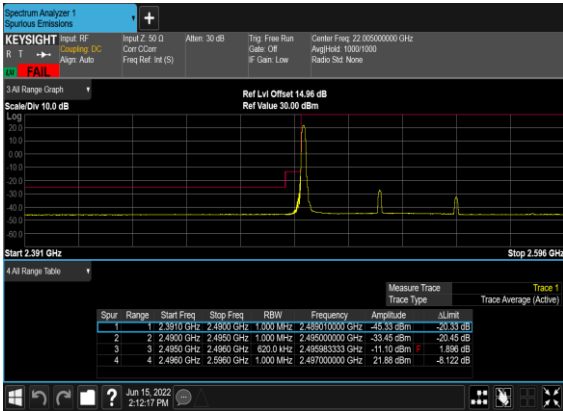 Spectrum Analyzer 1
Spurious Emissions
+
KEYSIGHT Input: RF Input Z: 50 Ω Atten: 30 dB Trig: Free Run Center Freq: 22.005000000 GHz
R T Coupling: DC Corr CCorr Gate: Off Avg|Hold: 1000/1000
Align: Auto Freq Ref: Int (S) IF Gain: Low Radio Std: None
LW FAIL
3 All Range Graph
Ref Lvl Offset 14.96 dB
Scale/Div 10.0 dB Ref Value 30.00 dBm
Log
20.0
10.0
0.00
-10.0
-20.0
-30.0
-40.0
-50.0
-60.0
Start 2.391 GHz Stop 2.596 GHz
4 All Range Table
Measure Trace Trace 1
Trace Type Trace Average (Active)
Spur Range Start Freq Stop Freq RBW Frequency Amplitude ΔLimit
1 1 2.3910 GHz 2.4900 GHz 1.000 MHz 2.489010000 GHz -45.33 dBm -20.33 dB
2 2 2.4900 GHz 2.4950 GHz 1.000 MHz 2.495000000 GHz -33.45 dBm -20.45 dB
3 3 2.4950 GHz 2.4960 GHz 620.0 kHz 2.495983333 GHz -11.10 dBm F 1.896 dB
4 4 2.4960 GHz 2.5960 GHz 1.000 MHz 2.497000000 GHz 21.88 dBm -8.122 dB
? Jun 15, 2022
2:12:17 PM